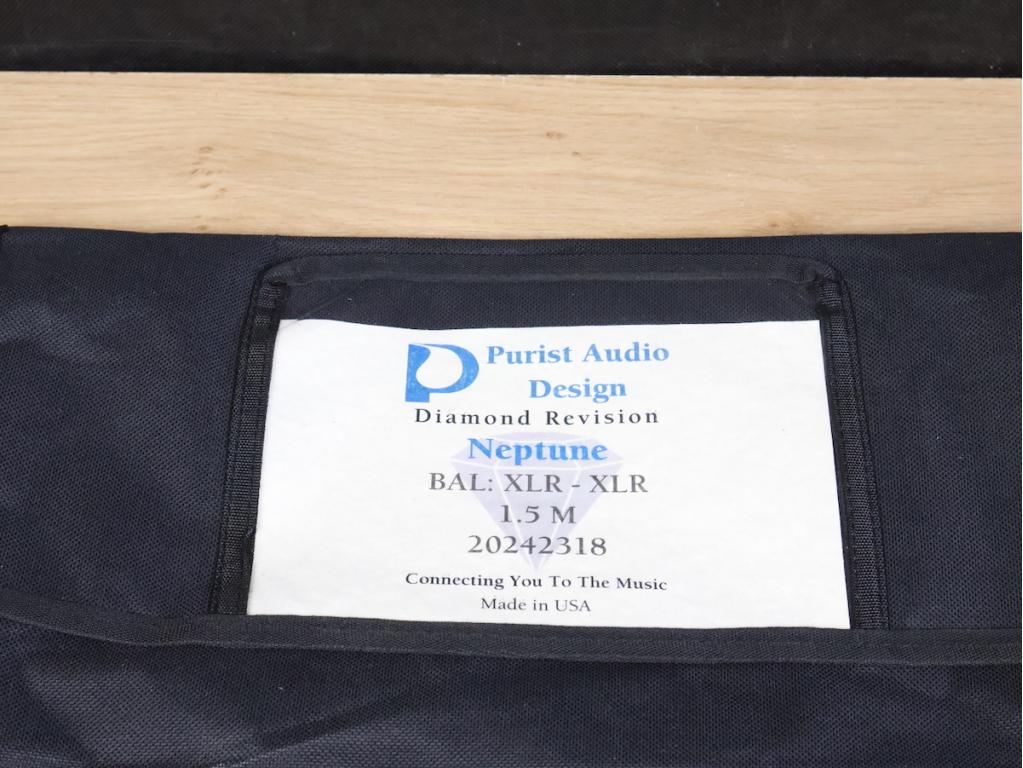 Purist Audio
Design
Diamond Revision
Neptune
BAL: XLR - XLR
1.5 M
20242318
Connecting You To The Music
Made in USA